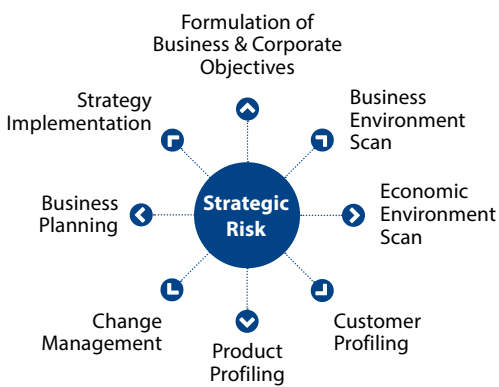 Formulation of
Business & Corporate
Objectives
Business
Environment
Scan
Economic
Environment
Scan
Customer
Profiling
Product
Profiling
Change
Management
Business
Planning
Strategy
Implementation
Strategic
Risk